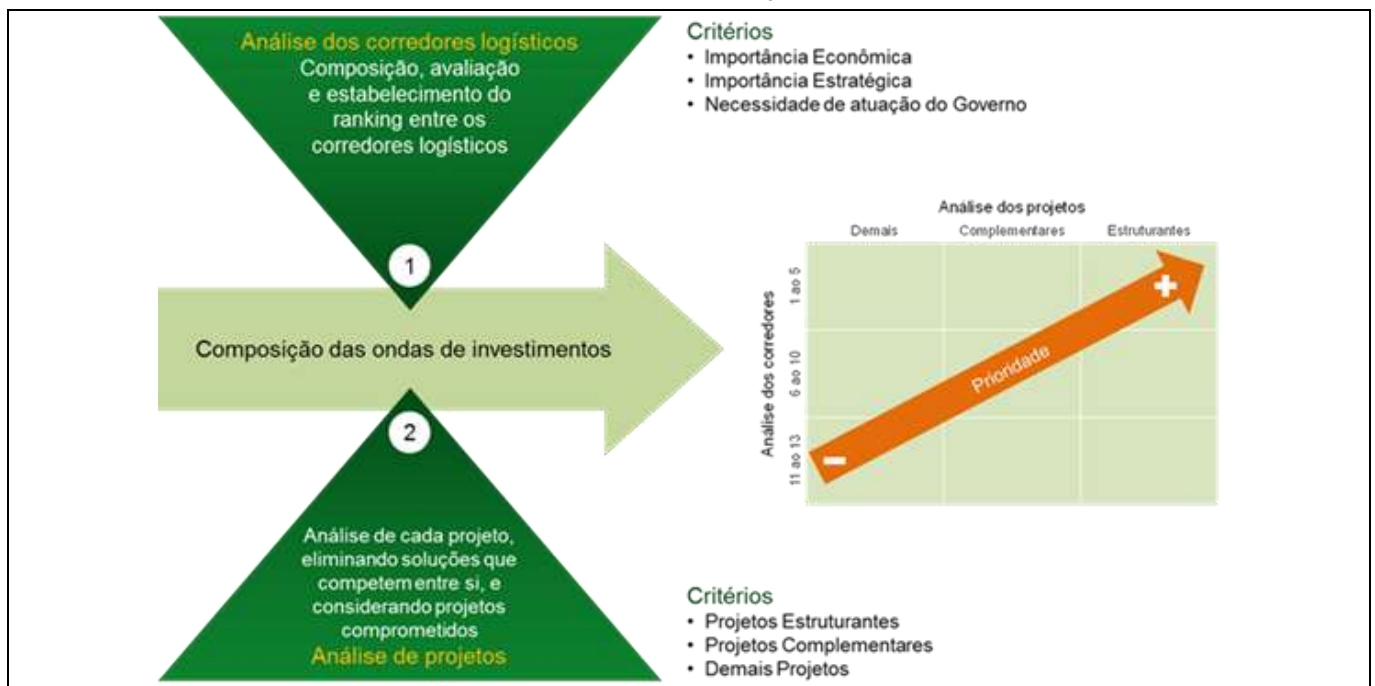 Análise dos corredores logísticos
Composição, avaliação
e estabelecimento do
ranking entre os
corredores logísticos
1
Critérios
• Importância Econômica
• Importância Estratégica
• Necessidade de atuação do Governo
Composição das ondas de investimentos
Análise dos projetos
Demais
Complementares
Estruturantes
Análise dos corredores
1 ao 5
6 ao 10
11 ao 13
+
Prioridade
−
2
Análise de cada projeto,
eliminando soluções que
competem entre si, e
considerando projetos
comprometidos
Análise de projetos
Critérios
• Projetos Estruturantes
• Projetos Complementares
• Demais Projetos